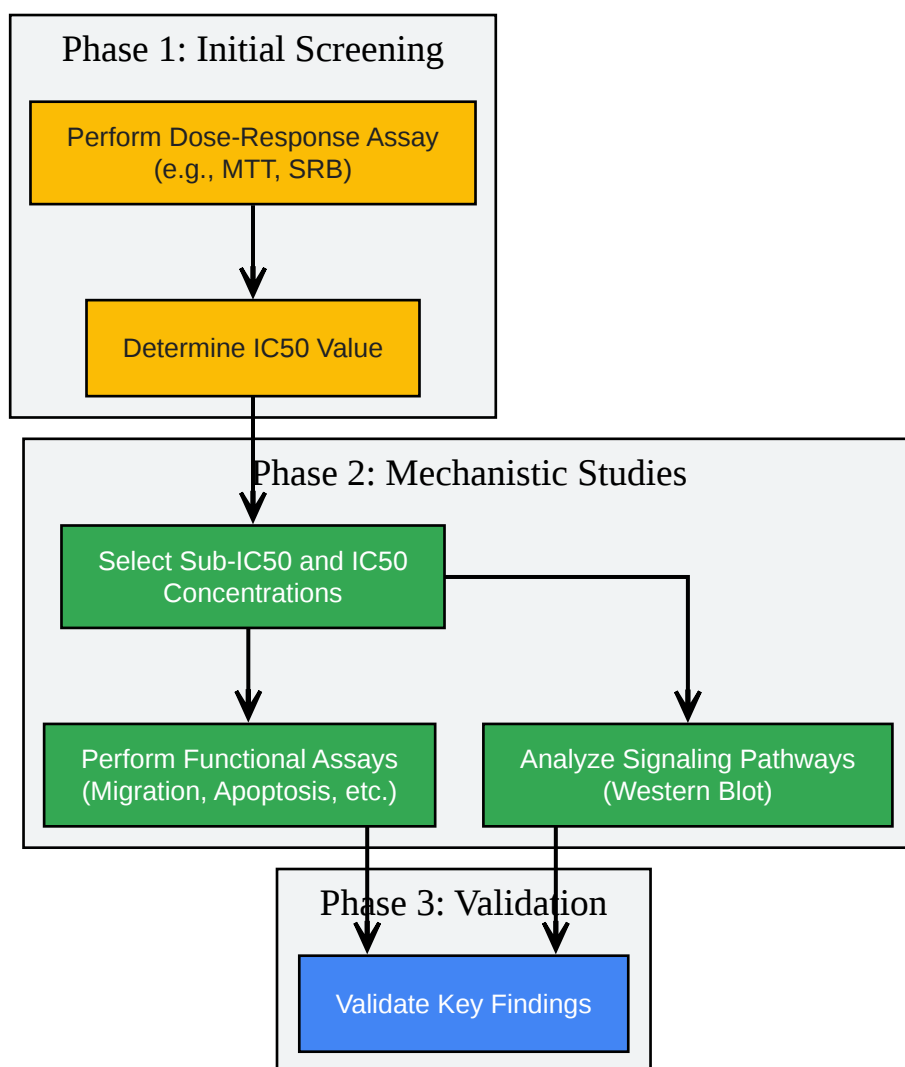 Phase 1: Initial Screening
Perform Dose-Response Assay
(e.g., MTT, SRB)
Determine IC50 Value
Phase 2: Mechanistic Studies
Select Sub-IC50 and IC50
Concentrations
Perform Functional Assays
(Migration, Apoptosis, etc.)
Analyze Signaling Pathways
(Western Blot)
Phase 3: Validation
Validate Key Findings